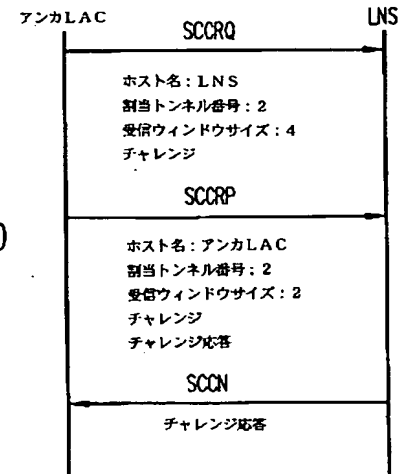 アンカLAC
LNS
SCCRQ
ホスト名：LNS
割当トンネル番号：2
受信ウィンドウサイズ：4
チャレンジ
SCCRP
)
ホスト名：アンカLAC
割当トンネル番号：2
受信ウィンドウサイズ：2
チャレンジ
チャレンジ応答
SCCN
チャレンジ応答